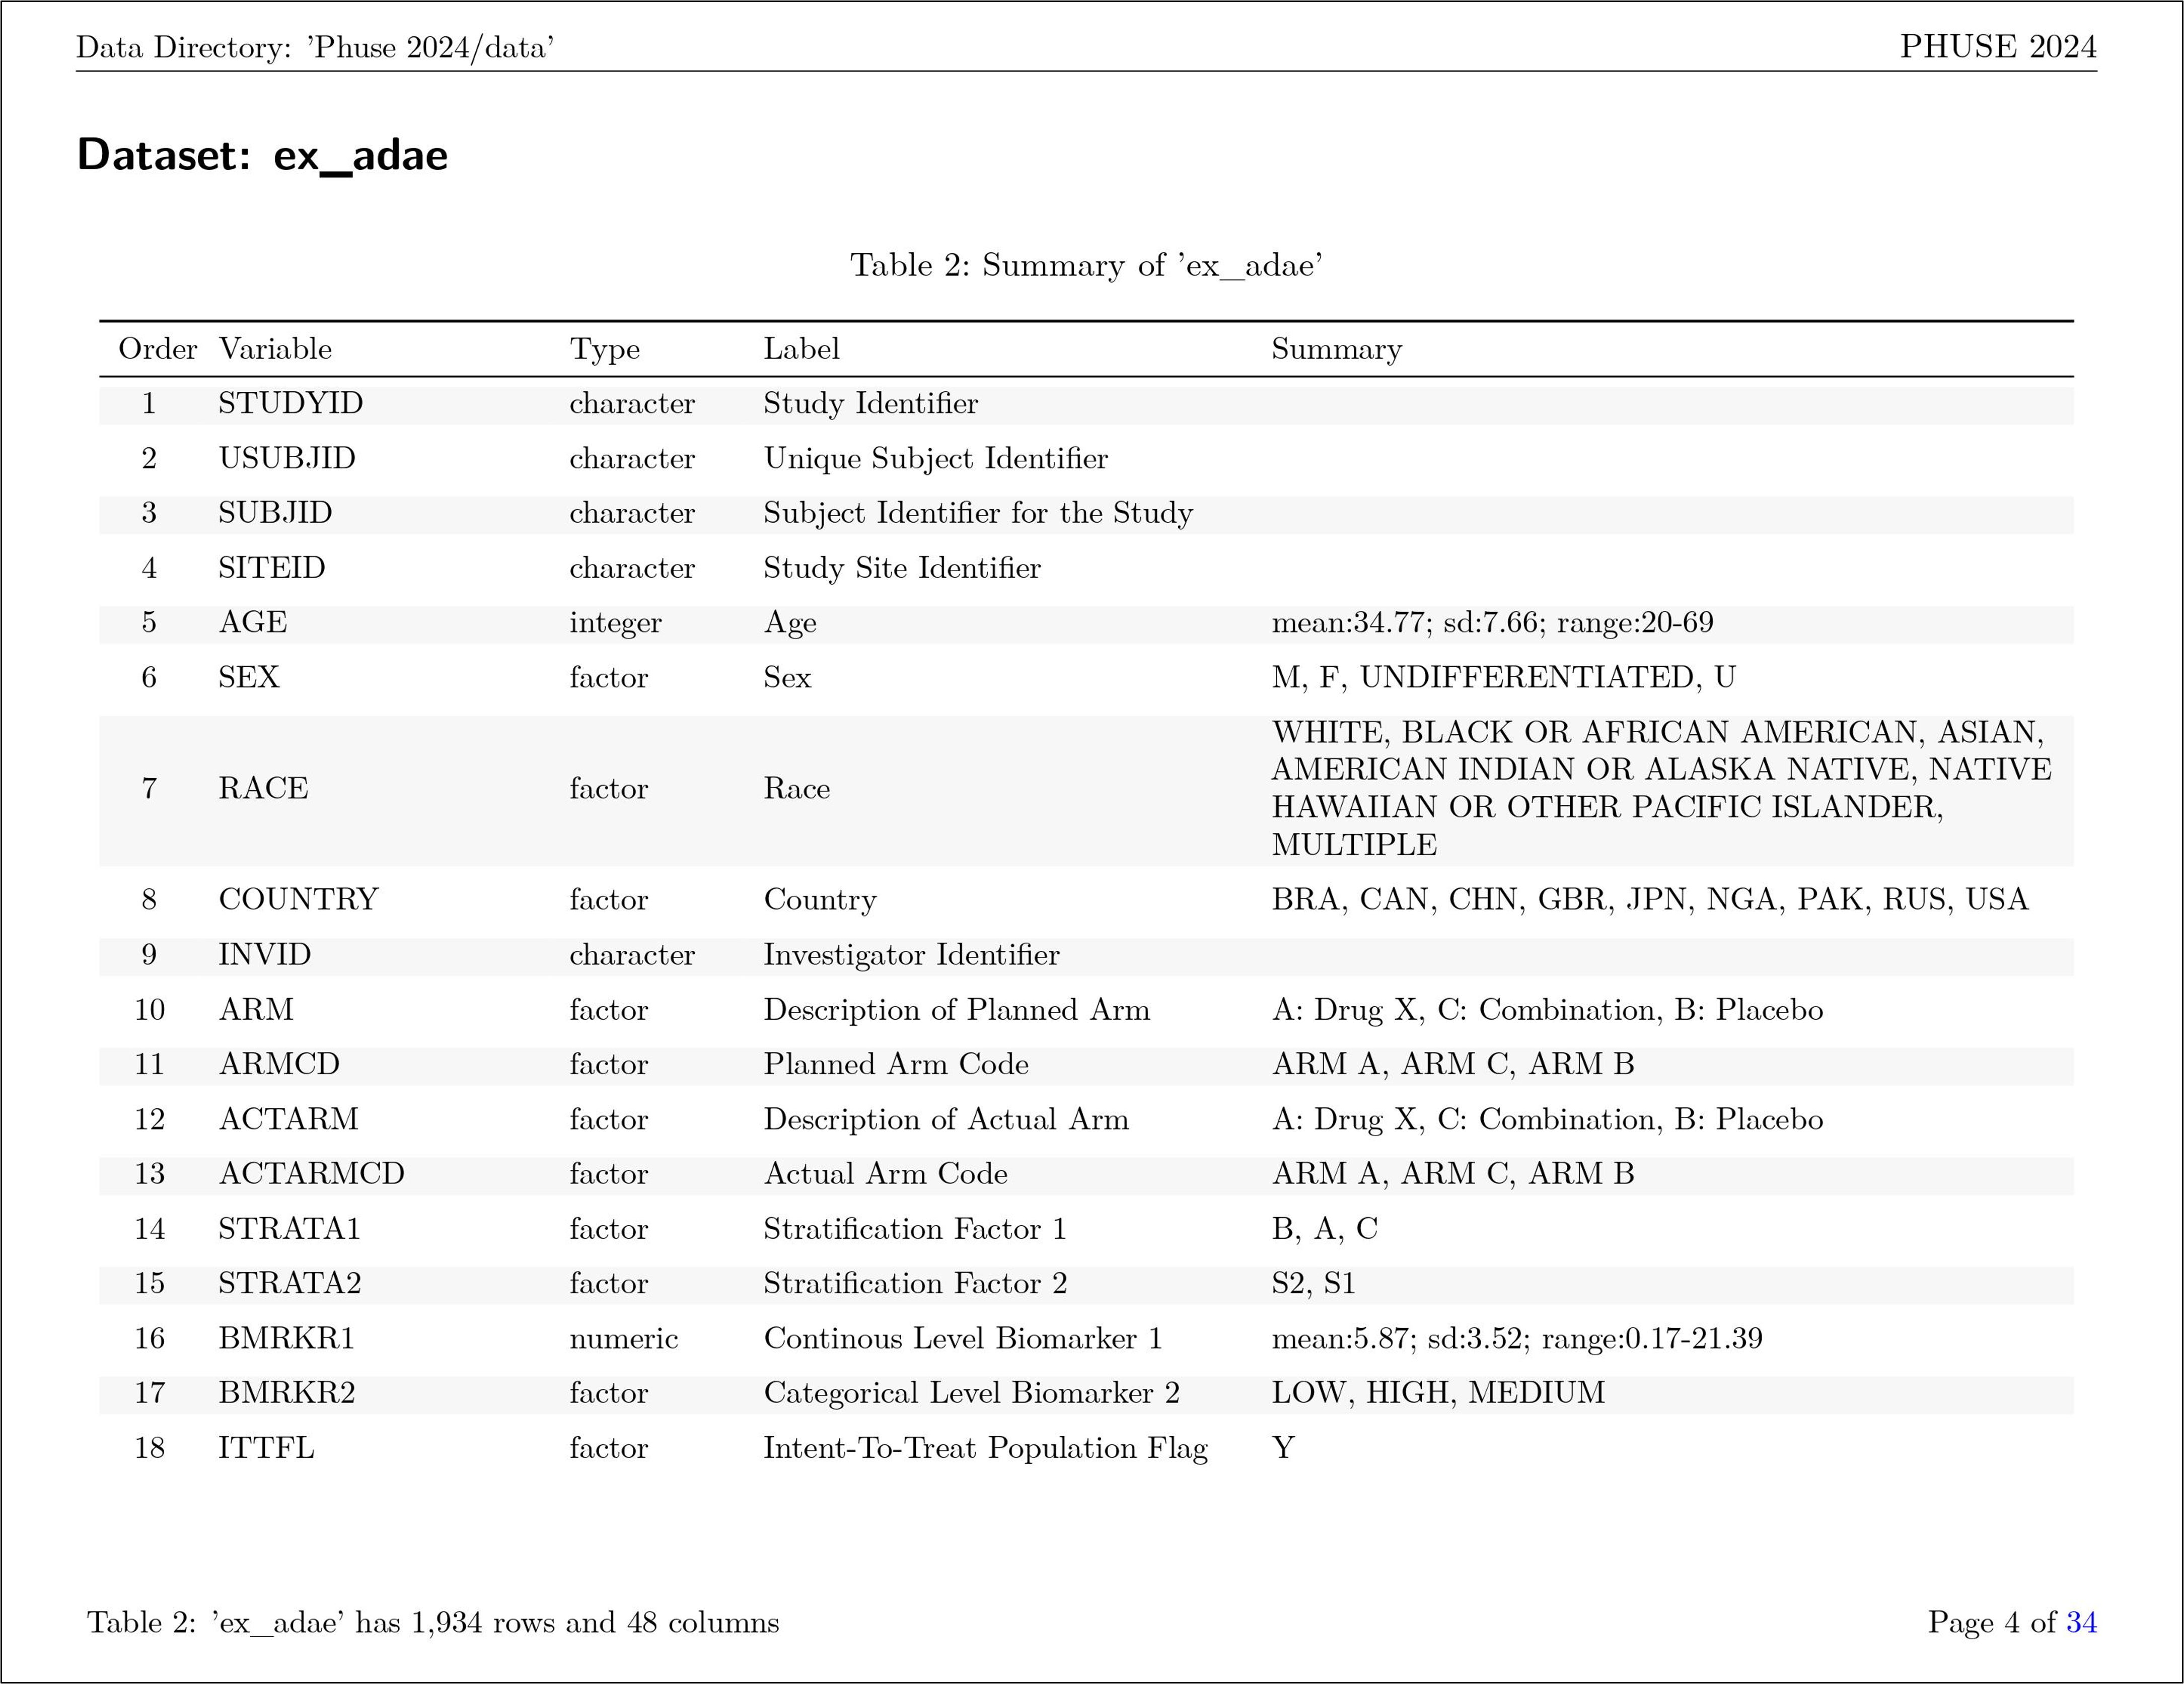 Data Directory: ’Phuse 2024/data’ PHUSE 2024
Dataset: ex_adae
Table 2: Summary of ’ex_adae’
Order Variable Type Label Summary
1 STUDYID character Study Identifier
2 USUBJID character Unique Subject Identifier
3 SUBJID character Subject Identifier for the Study
4 SITEID character Study Site Identifier
5 AGE integer Age mean:34.77; sd:7.66; range:20-69
6 SEX factor Sex M, F, UNDIFFERENTIATED, U
7 RACE factor Race WHITE, BLACK OR AFRICAN AMERICAN, ASIAN,
AMERICAN INDIAN OR ALASKA NATIVE, NATIVE
HAWAIIAN OR OTHER PACIFIC ISLANDER,
MULTIPLE
8 COUNTRY factor Country BRA, CAN, CHN, GBR, JPN, NGA, PAK, RUS, USA
9 INVID character Investigator Identifier
10 ARM factor Description of Planned Arm A: Drug X, C: Combination, B: Placebo
11 ARMCD factor Planned Arm Code ARM A, ARM C, ARM B
12 ACTARM factor Description of Actual Arm A: Drug X, C: Combination, B: Placebo
13 ACTARMCD factor Actual Arm Code ARM A, ARM C, ARM B
14 STRATA1 factor Stratification Factor 1 B, A, C
15 STRATA2 factor Stratification Factor 2 S2, S1
16 BMRKR1 numeric Continous Level Biomarker 1 mean:5.87; sd:3.52; range:0.17-21.39
17 BMRKR2 factor Categorical Level Biomarker 2 LOW, HIGH, MEDIUM
18 ITTFL factor Intent-To-Treat Population Flag Y
Table 2: ’ex_adae’ has 1,934 rows and 48 columns Page 4 of 34